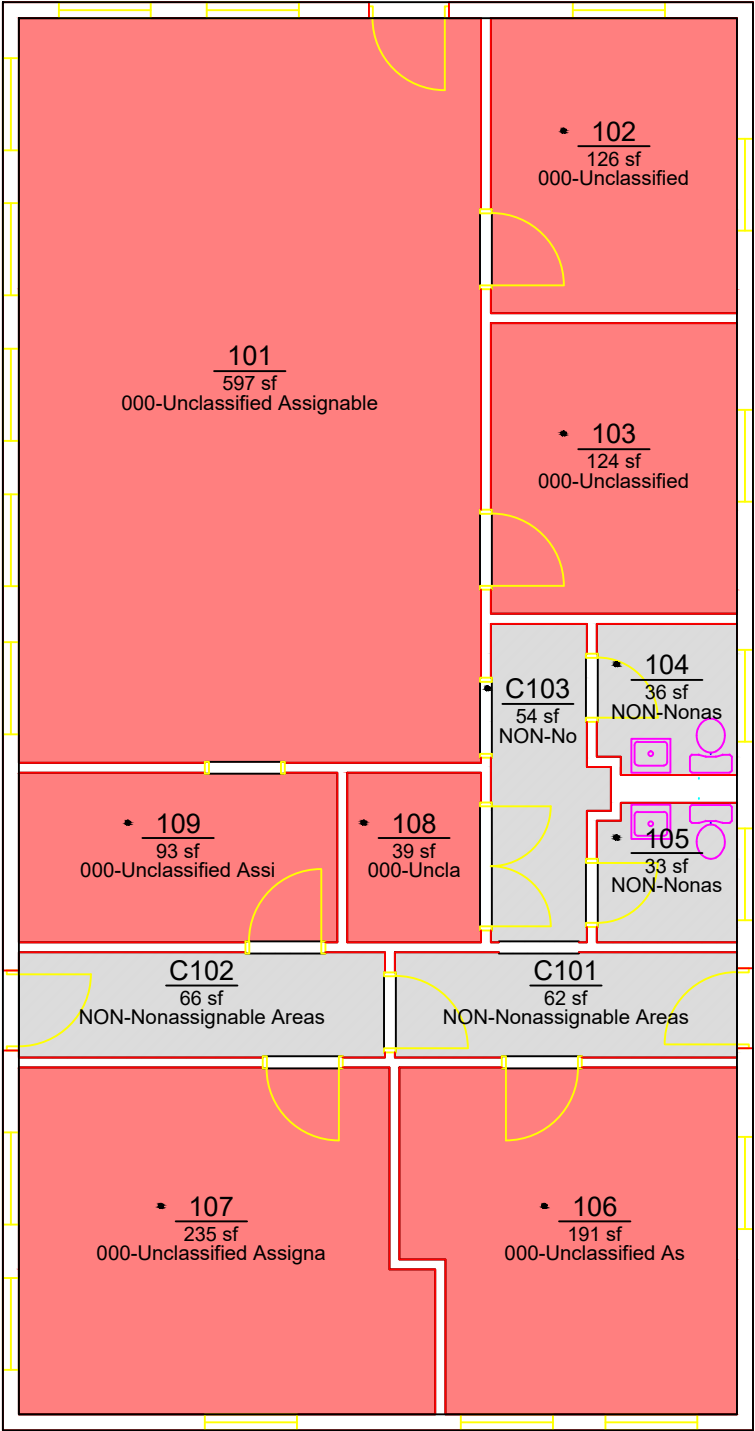 102
126 sf
000-Unclassified
101
597 sf
000-Unclassified Assignable
103
124 sf
000-Unclassified
104
36 sf
NON-Nonas
C103
54 sf
NON-No
109
93 sf
000-Unclassified Assi
108
39 sf
000-Uncla
105
33 sf
NON-Nonas
C102
66 sf
NON-Nonassignable Areas
C101
62 sf
NON-Nonassignable Areas
107
235 sf
000-Unclassified Assigna
106
191 sf
000-Unclassified As